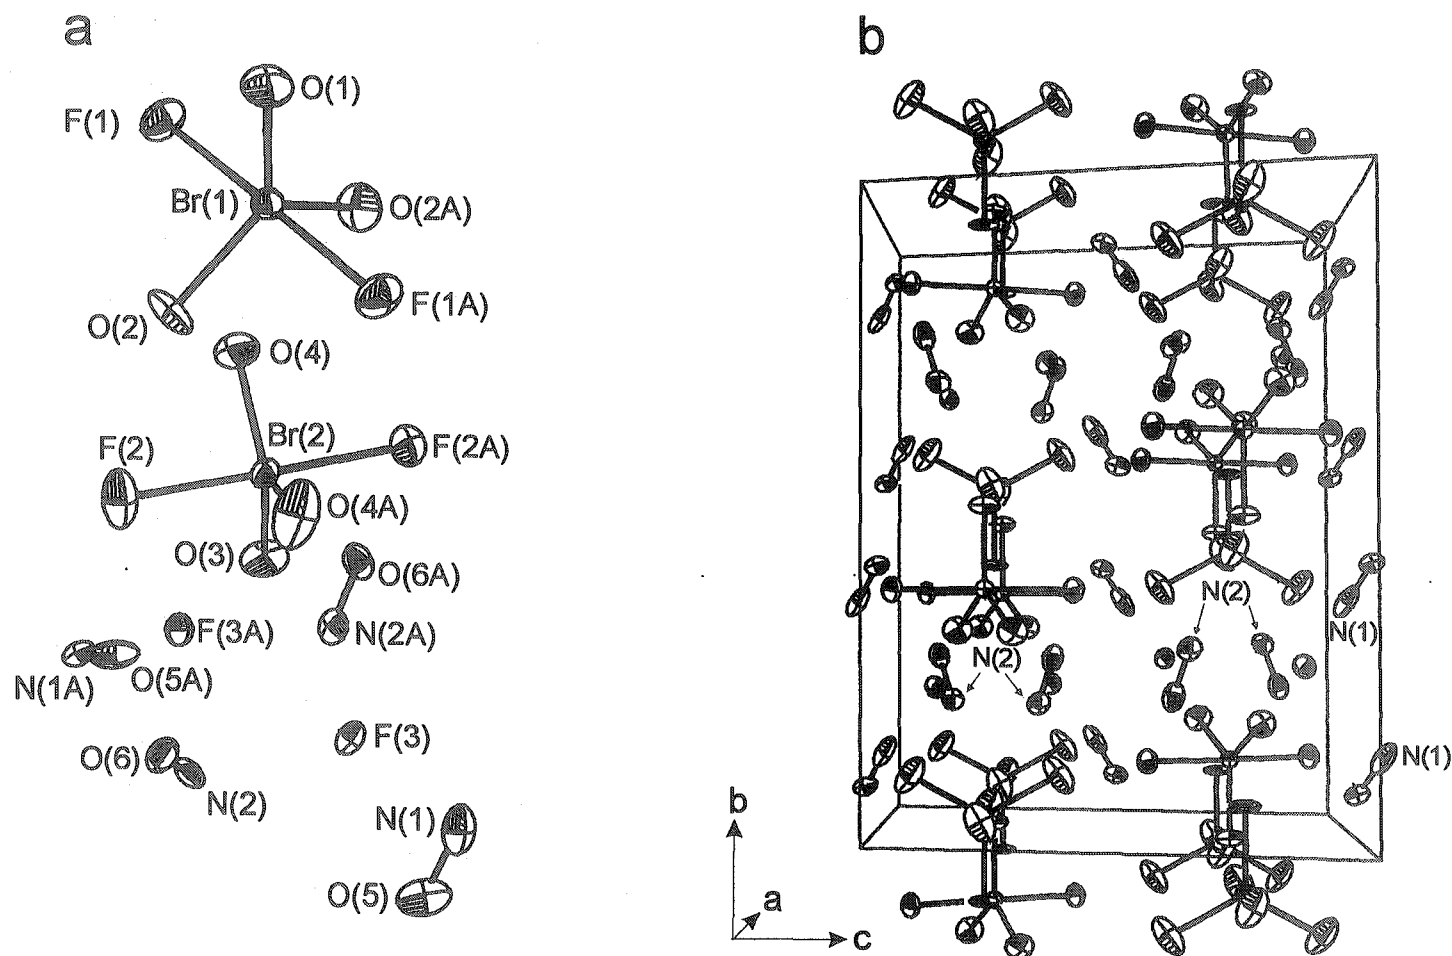 a
O(1)
F(1)
Br(1)
O(2A)
F(1A)
O(2)
O(4)
Br(2)
F(2)
F(2A)
O(4A)
O(3)
O(6A)
F(3A)
N(2A)
N(1A)
O(5A)
O(6)
F(3)
N(2)
N(1)
O(5)
b
N(2)
N(1)
N(2)
N(1)
b
a
c